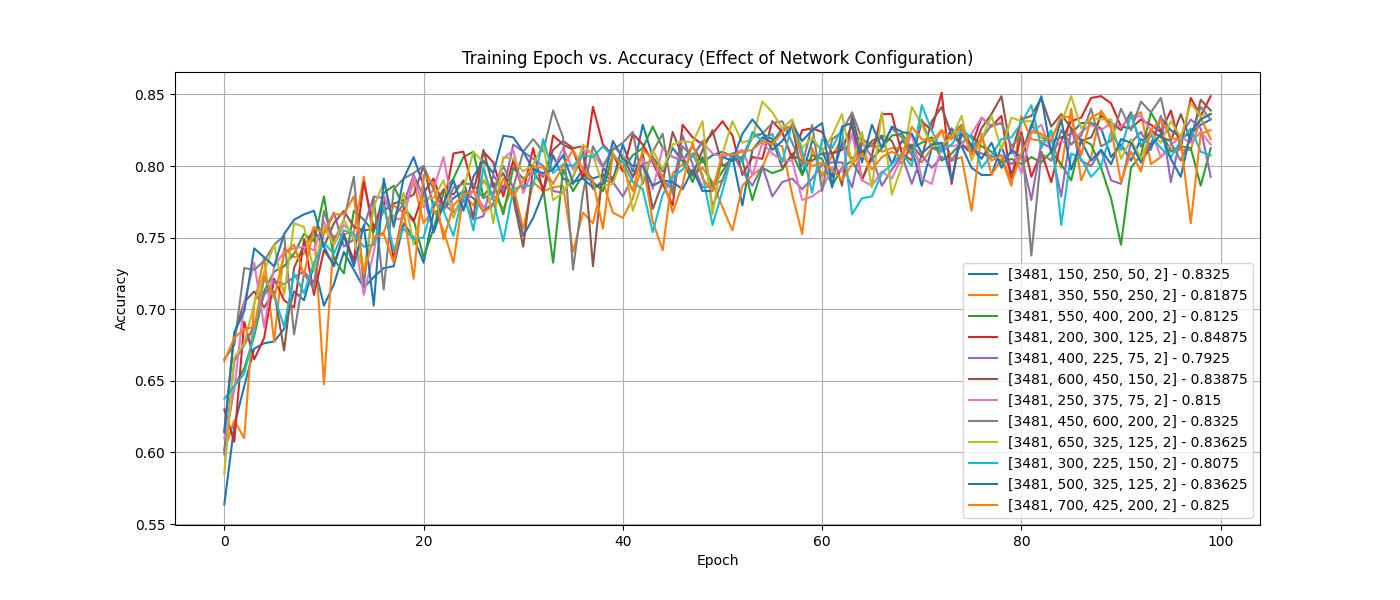 Training Epoch vs. Accuracy (Effect of Network Configuration)
0.85
0.80
0.75
0.70
0.65
0.60
0.55
Accuracy
[3481, 150, 250, 50, 2] - 0.8325
[3481, 350, 550, 250, 2] - 0.81875
[3481, 550, 400, 200, 2] - 0.8125
[3481, 200, 300, 125, 2] - 0.84875
[3481, 400, 225, 75, 2] - 0.7925
[3481, 600, 450, 150, 2] - 0.83875
[3481, 250, 375, 75, 2] - 0.815
[3481, 450, 600, 200, 2] - 0.8325
[3481, 650, 325, 125, 2] - 0.83625
[3481, 300, 225, 150, 2] - 0.8075
[3481, 500, 325, 125, 2] - 0.83625
[3481, 700, 425, 200, 2] - 0.825
0 20 40 60 80 100
Epoch